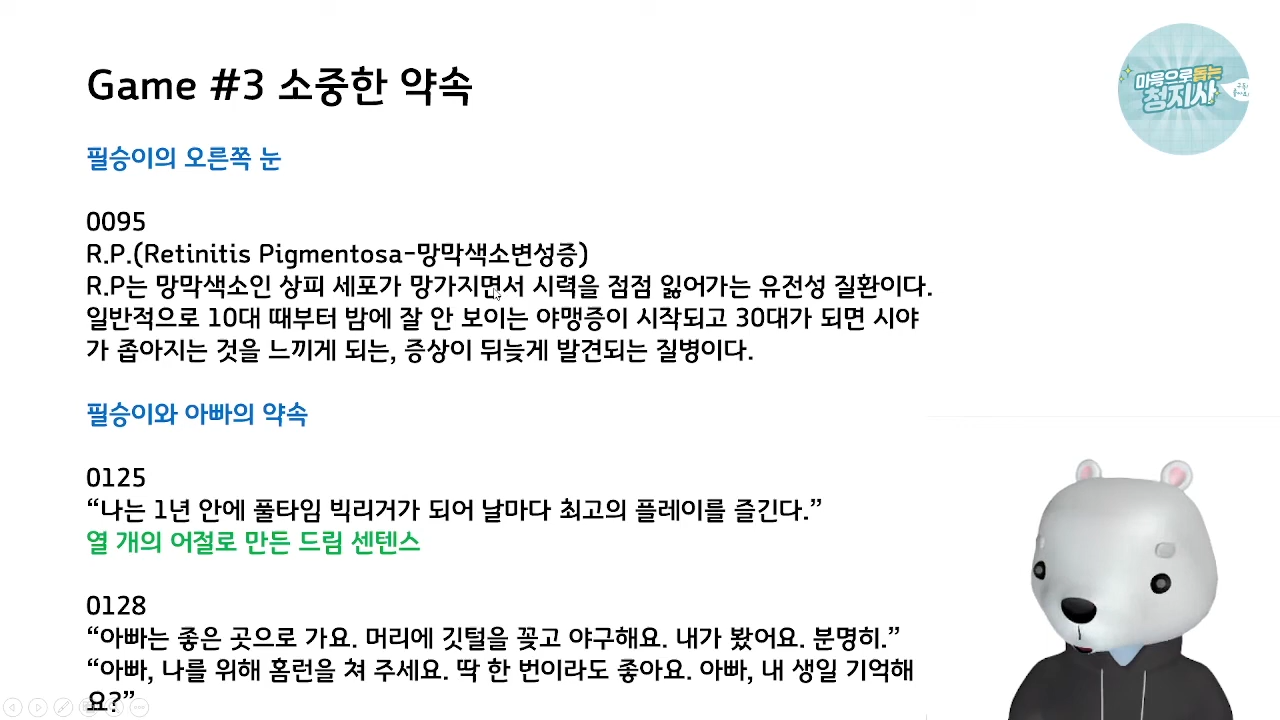 Game #3 소중한 약속
마음으로 돕는
청지사
필승이의 오른쪽 눈
0095
R.P.(Retinitis Pigmentosa-망막색소변성증)
R.P는 망막색소인 상피 세포가 망가지면서 시력을 점점 잃어가는 유전성 질환이다.
일반적으로 10대 때부터 밤에 잘 안 보이는 야맹증이 시작되고 30대가 되면 시야
가 좁아지는 것을 느끼게 되는, 증상이 뒤늦게 발견되는 질병이다.
필승이와 아빠의 약속
0125
“나는 1년 안에 풀타임 빅리거가 되어 날마다 최고의 플레이를 즐긴다.”
열 개의 어절로 만든 드림 센텐스
0128
“아빠는 좋은 곳으로 가요. 머리에 깃털을 꽂고 야구해요. 내가 봤어요. 분명히.”
“아빠, 나를 위해 홈런을 쳐 주세요. 딱 한 번이라도 좋아요. 아빠, 내 생일 기억해
요?”